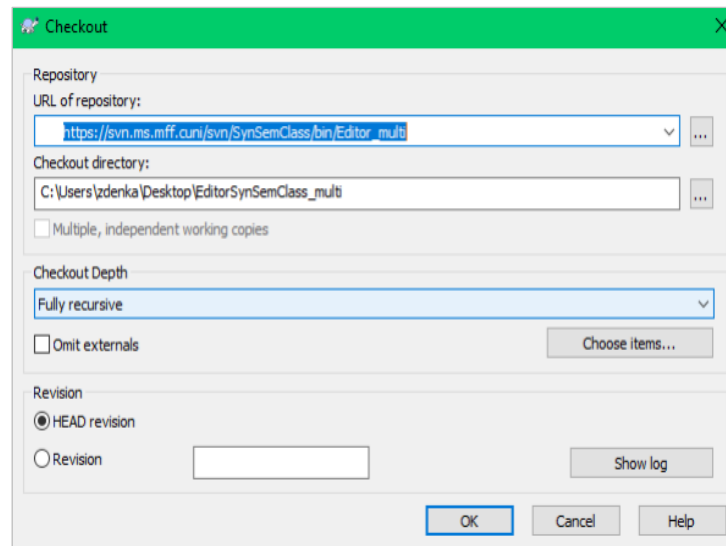 Checkout
Repository
URL of repository:
https://svn.ms.mff.cuni/svn/SynSemClass/bin/Editor_multi
...
Checkout directory:
C:\Users\zdenka\Desktop\EditorSynSemClass_multi
...
Multiple, independent working copies
Checkout Depth
Fully recursive
Omit externals
Choose items...
Revision
HEAD revision
Revision
Show log
OK
Cancel
Help